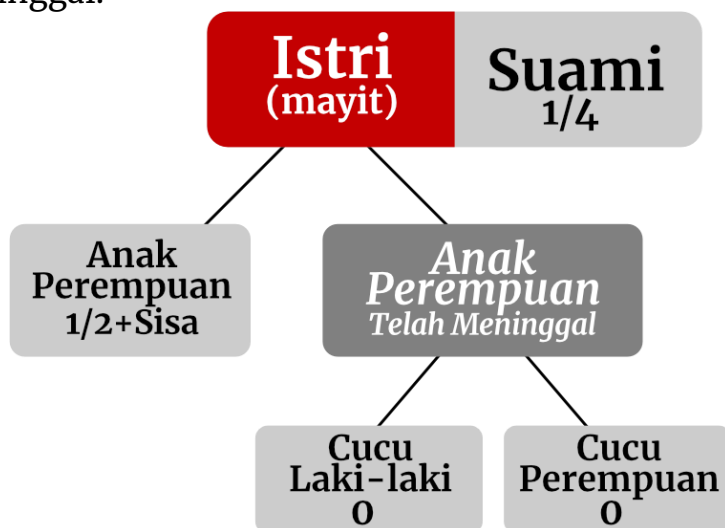 Istri
(mayit)
Suami
1/4
Anak
Perempuan
1/2+Sisa
Anak
Perempuan
Telah Meninggal
Cucu
Laki-laki
0
Cucu
Perempuan
0